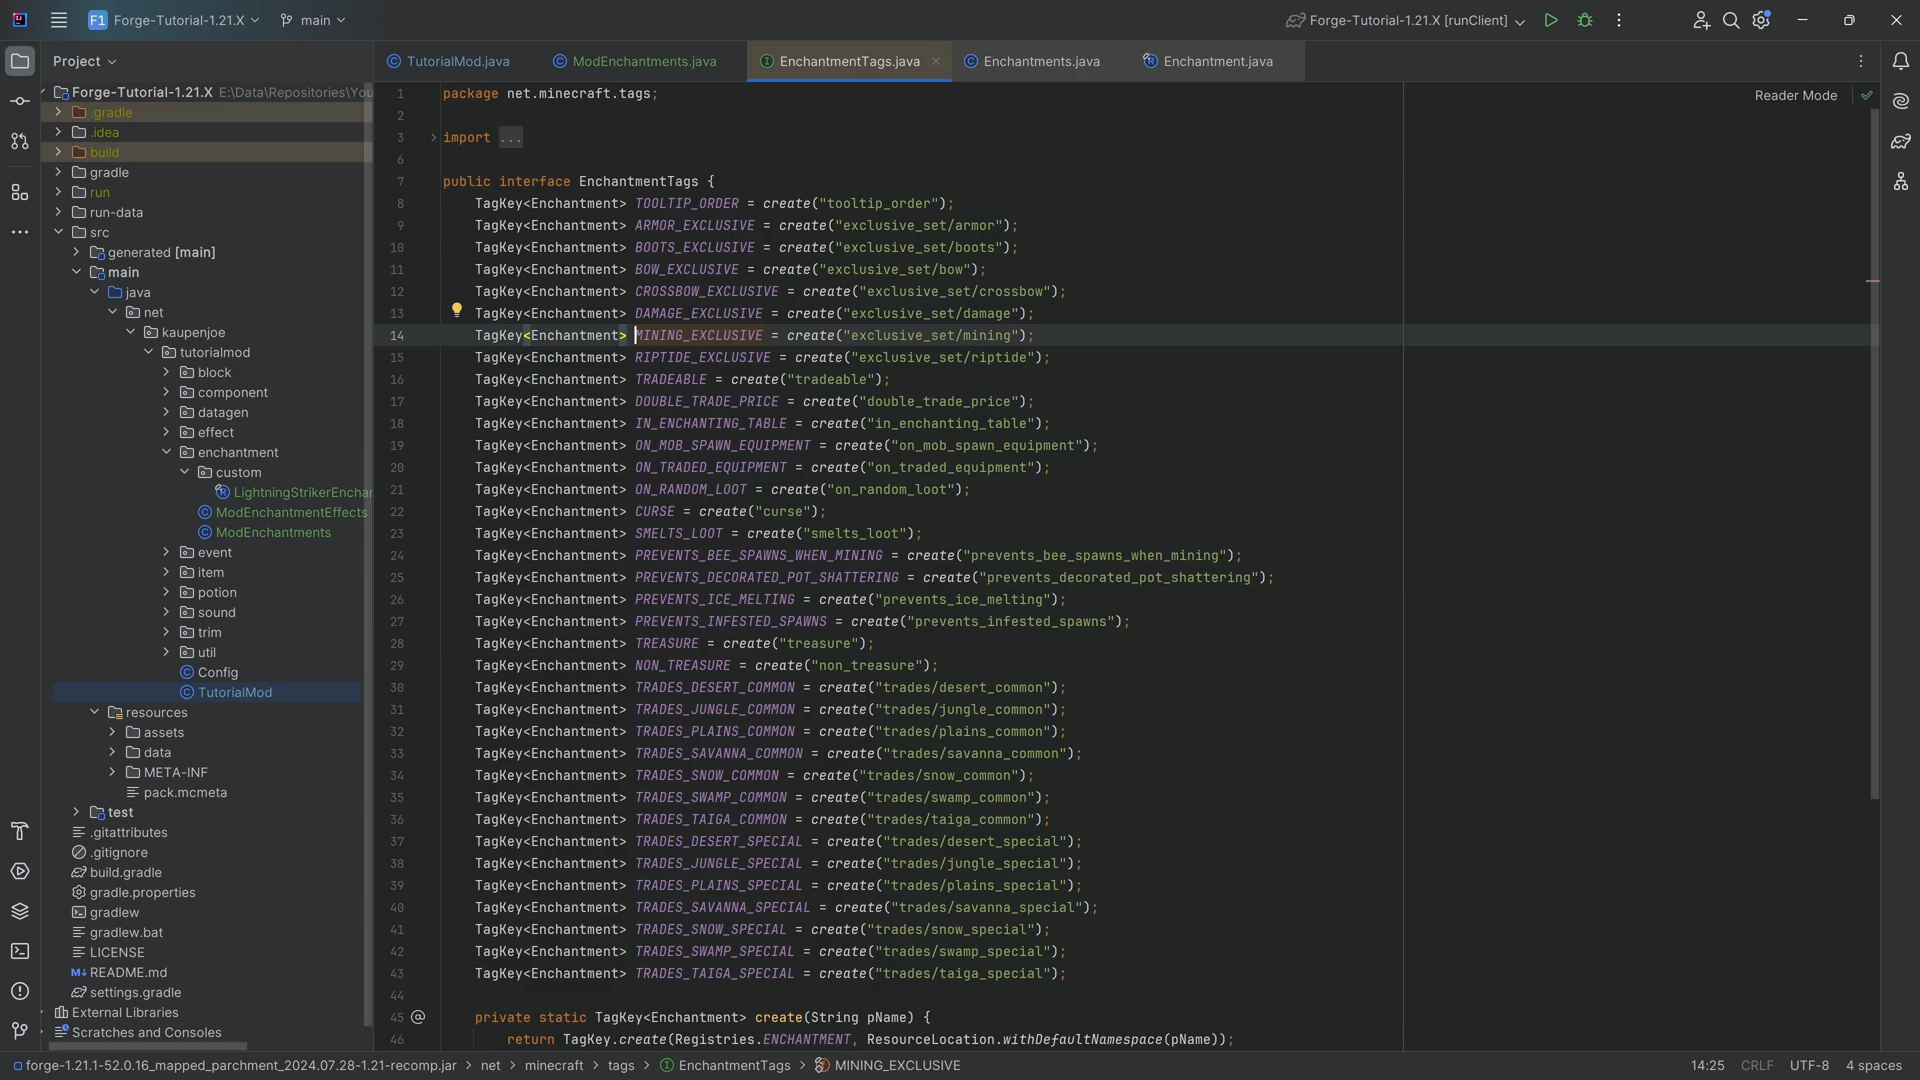 F1 Forge-Tutorial-1.21.X main Forge-Tutorial-1.21.X [runClient]
Project
TutorialMod.java ModEnchantments.java EnchantmentTags.java Enchantments.java Enchantment.java
Reader Mode
Forge-Tutorial-1.21.X E:\Data\Repositories\You
.gradle
.idea
build
gradle
run
run-data
src
generated [main]
main
java
net
kaupenjoe
tutorialmod
block
component
datagen
effect
enchantment
custom
LightningStrikerEnchar
ModEnchantmentEffects
ModEnchantments
event
item
potion
sound
trim
util
Config
TutorialMod
resources
assets
data
META-INF
pack.mcmeta
test
.gitattributes
.gitignore
build.gradle
gradle.properties
gradlew
gradlew.bat
LICENSE
M↓ README.md
settings.gradle
External Libraries
Scratches and Consoles
1 package net.minecraft.tags;
2
3 import ...
6
7 public interface EnchantmentTags {
8 TagKey<Enchantment> TOOLTIP_ORDER = create("tooltip_order");
9 TagKey<Enchantment> ARMOR_EXCLUSIVE = create("exclusive_set/armor");
10 TagKey<Enchantment> BOOTS_EXCLUSIVE = create("exclusive_set/boots");
11 TagKey<Enchantment> BOW_EXCLUSIVE = create("exclusive_set/bow");
12 TagKey<Enchantment> CROSSBOW_EXCLUSIVE = create("exclusive_set/crossbow");
13 TagKey<Enchantment> DAMAGE_EXCLUSIVE = create("exclusive_set/damage");
14 TagKey<Enchantment> MINING_EXCLUSIVE = create("exclusive_set/mining");
15 TagKey<Enchantment> RIPTIDE_EXCLUSIVE = create("exclusive_set/riptide");
16 TagKey<Enchantment> TRADEABLE = create("tradeable");
17 TagKey<Enchantment> DOUBLE_TRADE_PRICE = create("double_trade_price");
18 TagKey<Enchantment> IN_ENCHANTING_TABLE = create("in_enchanting_table");
19 TagKey<Enchantment> ON_MOB_SPAWN_EQUIPMENT = create("on_mob_spawn_equipment");
20 TagKey<Enchantment> ON_TRADED_EQUIPMENT = create("on_traded_equipment");
21 TagKey<Enchantment> ON_RANDOM_LOOT = create("on_random_loot");
22 TagKey<Enchantment> CURSE = create("curse");
23 TagKey<Enchantment> SMELTS_LOOT = create("smelts_loot");
24 TagKey<Enchantment> PREVENTS_BEE_SPAWNS_WHEN_MINING = create("prevents_bee_spawns_when_mining");
25 TagKey<Enchantment> PREVENTS_DECORATED_POT_SHATTERING = create("prevents_decorated_pot_shattering");
26 TagKey<Enchantment> PREVENTS_ICE_MELTING = create("prevents_ice_melting");
27 TagKey<Enchantment> PREVENTS_INFESTED_SPAWNS = create("prevents_infested_spawns");
28 TagKey<Enchantment> TREASURE = create("treasure");
29 TagKey<Enchantment> NON_TREASURE = create("non_treasure");
30 TagKey<Enchantment> TRADES_DESERT_COMMON = create("trades/desert_common");
31 TagKey<Enchantment> TRADES_JUNGLE_COMMON = create("trades/jungle_common");
32 TagKey<Enchantment> TRADES_PLAINS_COMMON = create("trades/plains_common");
33 TagKey<Enchantment> TRADES_SAVANNA_COMMON = create("trades/savanna_common");
34 TagKey<Enchantment> TRADES_SNOW_COMMON = create("trades/snow_common");
35 TagKey<Enchantment> TRADES_SWAMP_COMMON = create("trades/swamp_common");
36 TagKey<Enchantment> TRADES_TAIGA_COMMON = create("trades/taiga_common");
37 TagKey<Enchantment> TRADES_DESERT_SPECIAL = create("trades/desert_special");
38 TagKey<Enchantment> TRADES_JUNGLE_SPECIAL = create("trades/jungle_special");
39 TagKey<Enchantment> TRADES_PLAINS_SPECIAL = create("trades/plains_special");
40 TagKey<Enchantment> TRADES_SAVANNA_SPECIAL = create("trades/savanna_special");
41 TagKey<Enchantment> TRADES_SNOW_SPECIAL = create("trades/snow_special");
42 TagKey<Enchantment> TRADES_SWAMP_SPECIAL = create("trades/swamp_special");
43 TagKey<Enchantment> TRADES_TAIGA_SPECIAL = create("trades/taiga_special");
44
45 @ private static TagKey<Enchantment> create(String pName) {
46 return TagKey.create(Registries.ENCHANTMENT, ResourceLocation.withDefaultNamespace(pName));
forge-1.21.1-52.0.16_mapped_parchment_2024.07.28-1.21-recomp.jar > net > minecraft > tags > EnchantmentTags > MINING_EXCLUSIVE 14:25 CRLF UTF-8 4 spaces